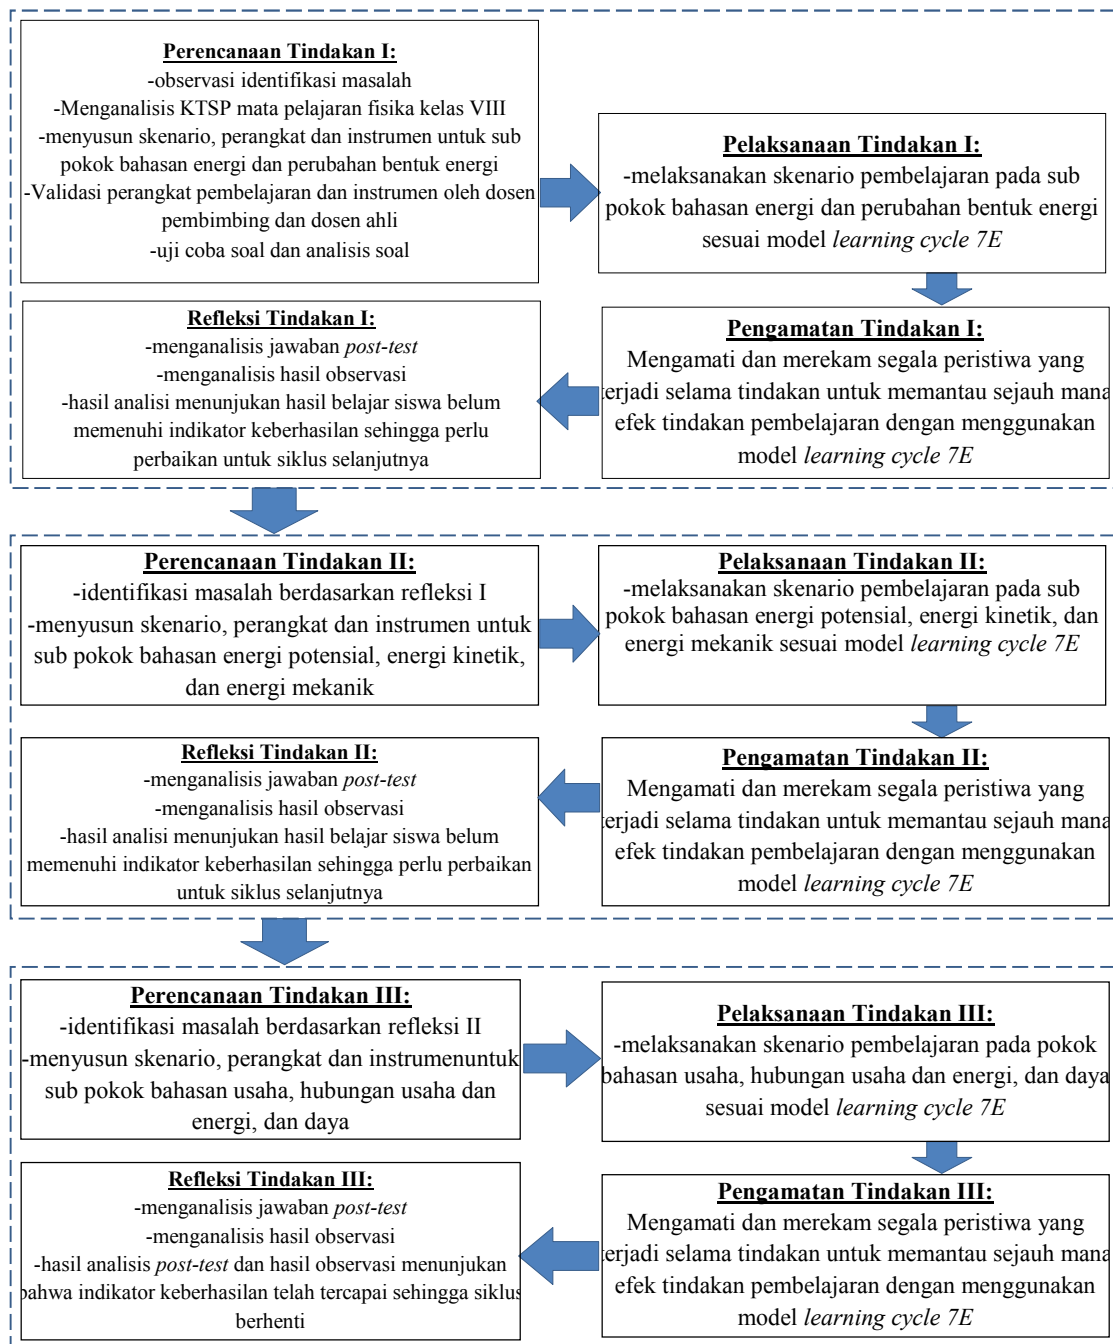 Perencanaan Tindakan I:
-observasi identifikasi masalah
-Menganalisis KTSP mata pelajaran fisika kelas VIII
-menyusun skenario, perangkat dan instrumen untuk sub
pokok bahasan energi dan perubahan bentuk energi
-Validasi perangkat pembelajaran dan instrumen oleh dosen
pembimbing dan dosen ahli
-uji coba soal dan analisis soal
Pelaksanaan Tindakan I:
-melaksanakan skenario pembelajaran pada sub
pokok bahasan energi dan perubahan bentuk energi
sesuai model learning cycle 7E
Pengamatan Tindakan I:
Mengamati dan merekam segala peristiwa yang
terjadi selama tindakan untuk memantau sejauh mana
efek tindakan pembelajaran dengan menggunakan
model learning cycle 7E
Refleksi Tindakan I:
-menganalisis jawaban post-test
-menganalisis hasil observasi
-hasil analisi menunjukan hasil belajar siswa belum
memenuhi indikator keberhasilan sehingga perlu
perbaikan untuk siklus selanjutnya
Perencanaan Tindakan II:
-identifikasi masalah berdasarkan refleksi I
-menyusun skenario, perangkat dan instrumen untuk
sub pokok bahasan energi potensial, energi kinetik,
dan energi mekanik
Pelaksanaan Tindakan II:
-melaksanakan skenario pembelajaran pada sub
pokok bahasan energi potensial, energi kinetik, dan
energi mekanik sesuai model learning cycle 7E
Pengamatan Tindakan II:
Mengamati dan merekam segala peristiwa yang
terjadi selama tindakan untuk memantau sejauh mana
efek tindakan pembelajaran dengan menggunakan
model learning cycle 7E
Refleksi Tindakan II:
-menganalisis jawaban post-test
-menganalisis hasil observasi
-hasil analisi menunjukan hasil belajar siswa belum
memenuhi indikator keberhasilan sehingga perlu perbaikan
untuk siklus selanjutnya
Perencanaan Tindakan III:
-identifikasi masalah berdasarkan refleksi II
-menyusun skenario, perangkat dan instrumenuntuk
sub pokok bahasan usaha, hubungan usaha dan
energi, dan daya
Pelaksanaan Tindakan III:
-melaksanakan skenario pembelajaran pada pokok
bahasan usaha, hubungan usaha dan energi, dan daya
sesuai model learning cycle 7E
Pengamatan Tindakan III:
Mengamati dan merekam segala peristiwa yang
terjadi selama tindakan untuk memantau sejauh mana
efek tindakan pembelajaran dengan menggunakan
model learning cycle 7E
Refleksi Tindakan III:
-menganalisis jawaban post-test
-menganalisis hasil observasi
-hasil analisis post-test dan hasil observasi menunjukan
bahwa indikator keberhasilan telah tercapai sehingga siklus
berhenti